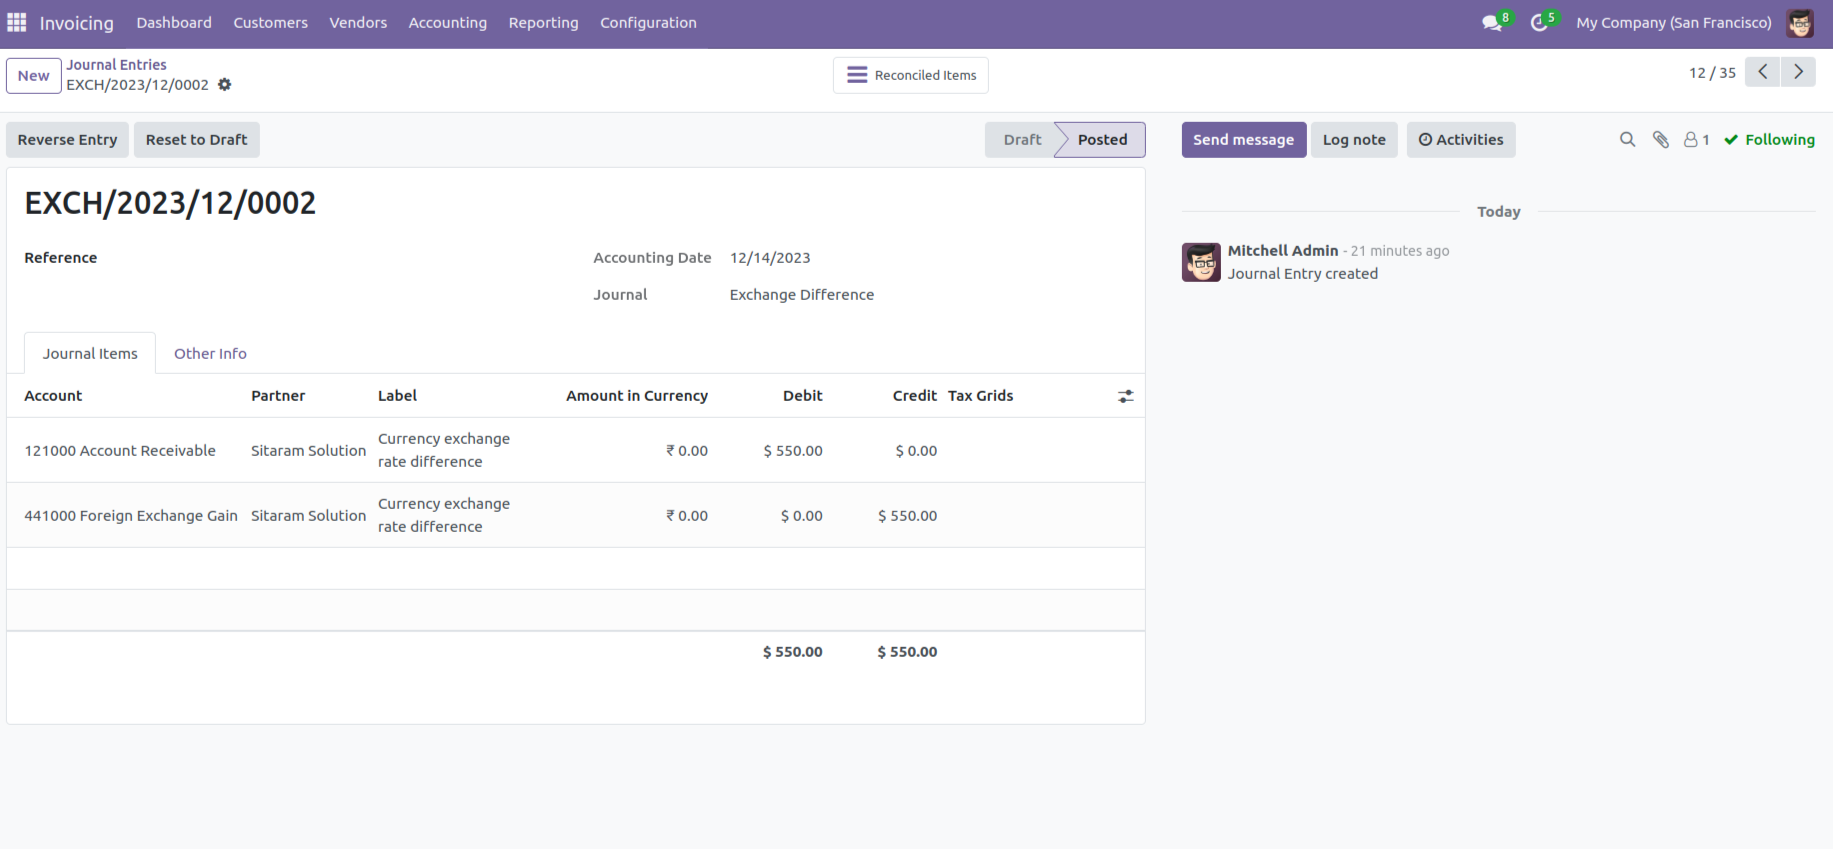 Invoicing Dashboard Customers Vendors Accounting Reporting Configuration 8 5 My Company (San Francisco)
New Journal Entries
EXCH/2023/12/0002
Reconciled Items
12 / 35
Reverse Entry Reset to Draft Draft Posted
Send message Log note Activities 1 Following
EXCH/2023/12/0002
Reference
Accounting Date 12/14/2023
Journal Exchange Difference
Journal Items Other Info
Account Partner Label Amount in Currency Debit Credit Tax Grids
121000 Account Receivable Sitaram Solution Currency exchange rate difference ₹ 0.00 $ 550.00 $ 0.00
441000 Foreign Exchange Gain Sitaram Solution Currency exchange rate difference ₹ 0.00 $ 0.00 $ 550.00
$ 550.00 $ 550.00
Today
Mitchell Admin - 21 minutes ago
Journal Entry created